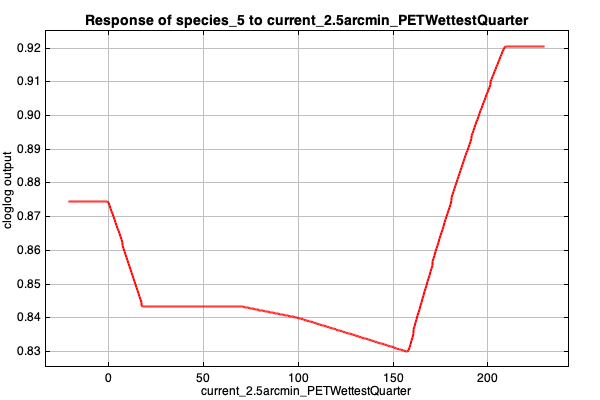 Response of species_5 to current_2.5arcmin_PETWettestQuarter
0.92
0.91
0.90
0.89
0.88
0.87
0.86
0.85
0.84
0.83
cloglog output
0 50 100 150 200
current_2.5arcmin_PETWettestQuarter